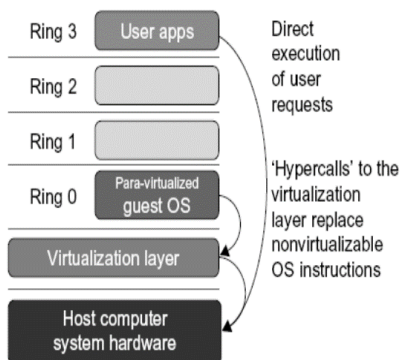 Ring 3
User apps
Direct
execution
of user
requests
Ring 2
Ring 1
Ring 0
Para-virtualized
guest OS
‘Hypercalls’ to the
virtualization
layer replace
nonvirtualizable
OS instructions
Virtualization layer
Host computer
system hardware